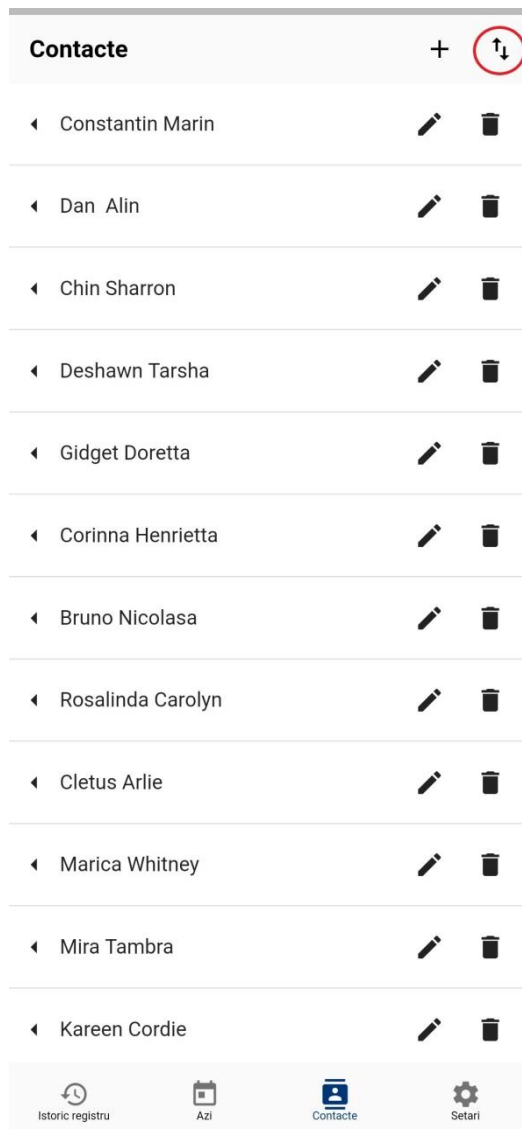 Contacte
Constantin Marin
Dan  Alin
Chin Sharron
Deshawn Tarsha
Gidget Doretta
Corinna Henrietta
Bruno Nicolasa
Rosalinda Carolyn
Cletus Arlie
Marica Whitney
Mira Tambra
Kareen Cordie
Istoric registru
Azi
Contacte
Setari